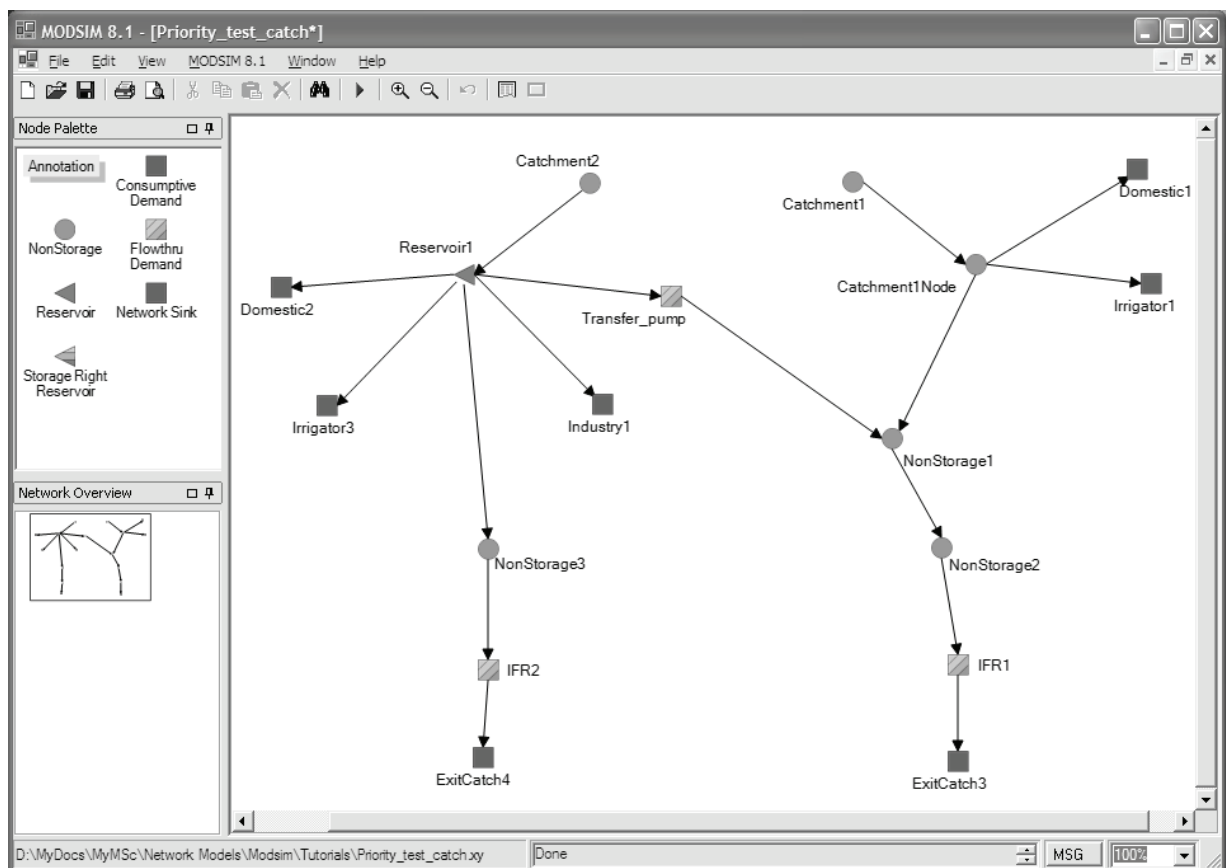 MODSIM 8.1 - [Priority_test_catch*]
File Edit View MODSIM 8.1 Window Help
Node Palette
Annotation
Consumptive
Demand
NonStorage
Flowthru
Demand
Reservoir
Network Sink
Storage Right
Reservoir
Network Overview
Catchment2
Catchment1
Domestic1
Reservoir1
Catchment1Node
Domestic2
Transfer_pump
Irrigator1
Irrigator3
Industry1
NonStorage1
NonStorage3
NonStorage2
IFR2
IFR1
ExitCatch4
ExitCatch3
D:\MyDocs\MyMSc\Network Models\Modsim\Tutorials\Priority_test_catch.xy
Done
MSG
100%